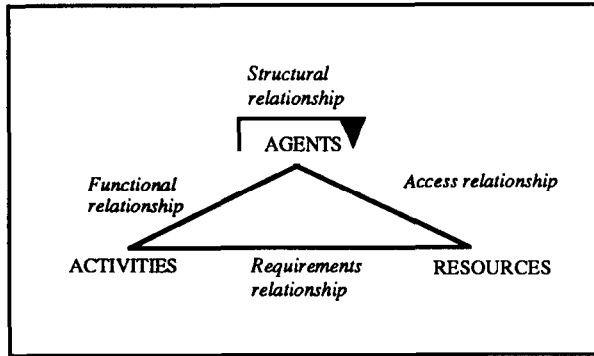 Structural
relationship
AGENTS
Functional
relationship
Access relationship
ACTIVITIES
Requirements
relationship
RESOURCES